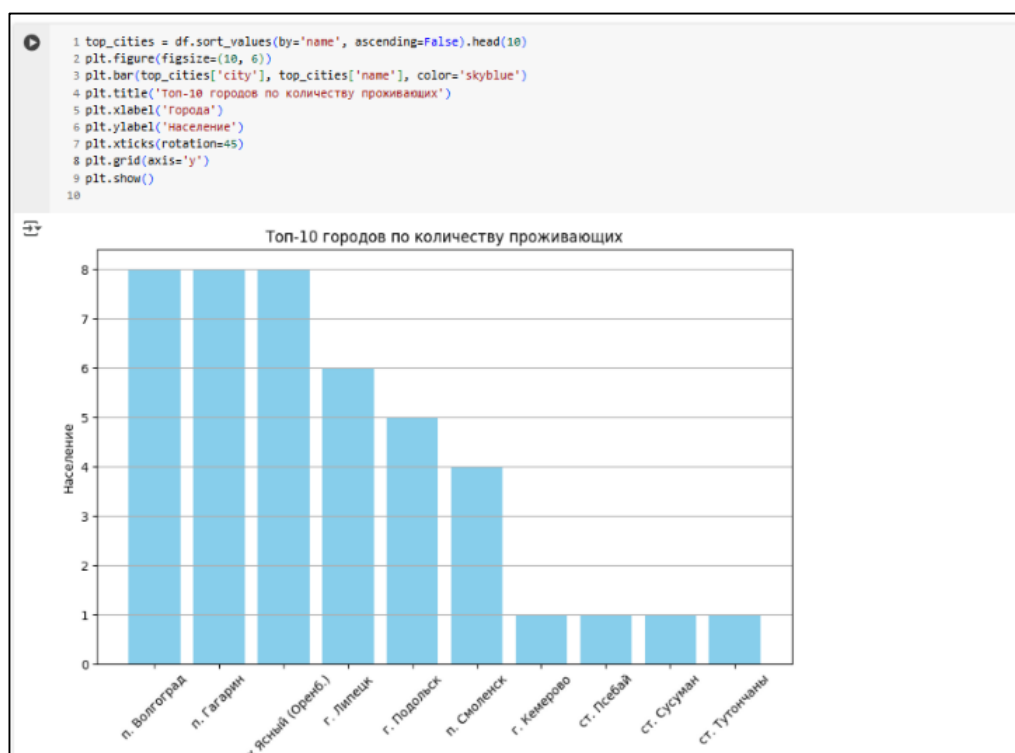 1 top_cities = df.sort_values(by='name', ascending=False).head(10)
2 plt.figure(figsize=(10, 6))
3 plt.bar(top_cities['city'], top_cities['name'], color='skyblue')
4 plt.title('Топ-10 городов по количеству проживающих')
5 plt.xlabel('Города')
6 plt.ylabel('Население')
7 plt.xticks(rotation=45)
8 plt.grid(axis='y')
9 plt.show()
10
Топ-10 городов по количеству проживающих
8
7
6
5
4
3
2
1
0
Население
п. Волгоград
п. Гагарин
Ясный (Оренб.)
г. Липецк
г. Подольск
п. Смоленск
г. Кемерово
ст. Псебай
ст. Сусуман
ст. Тутончаны